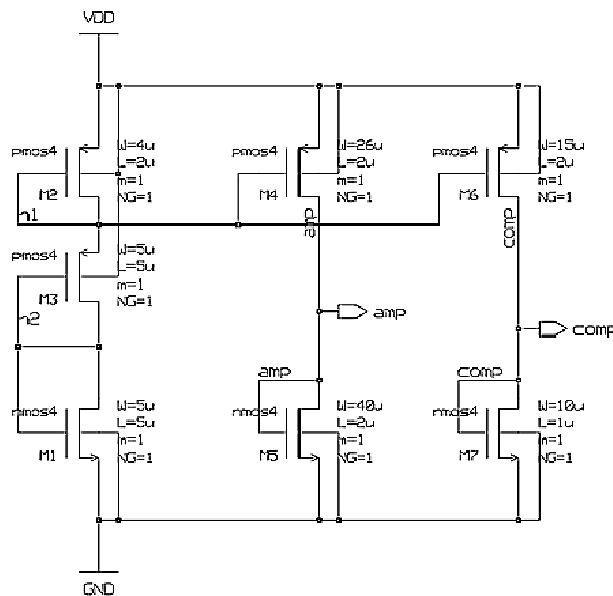 VDD
pmos4
W=4u
L=2u
m=1
NG=1
M2
n1
pmos4
W=26u
L=2u
m=1
NG=1
M4
amp
pmos4
W=15u
L=2u
m=1
NG=1
M6
comp
pmos4
W=5u
L=5u
m=1
NG=1
M3
n2
amp
comp
nmos4
W=5u
L=5u
m=1
NG=1
M1
amp
nmos4
W=40u
L=2u
m=1
NG=1
M5
comp
nmos4
W=10u
L=1u
m=1
NG=1
M7
GND